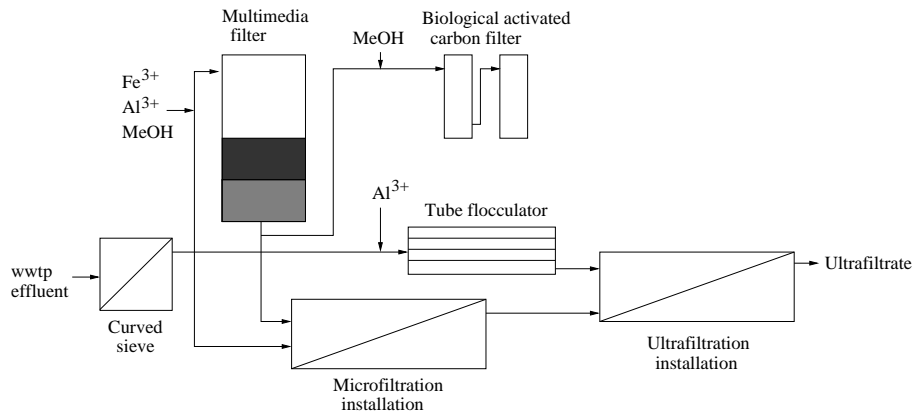 Multimedia
filter
Biological activated
carbon filter
MeOH
Fe3+
Al3+
MeOH
Al3+
Tube flocculator
wwtp
effluent
Ultrafiltrate
Curved
sieve
Ultrafiltration
installation
Microfiltration
installation